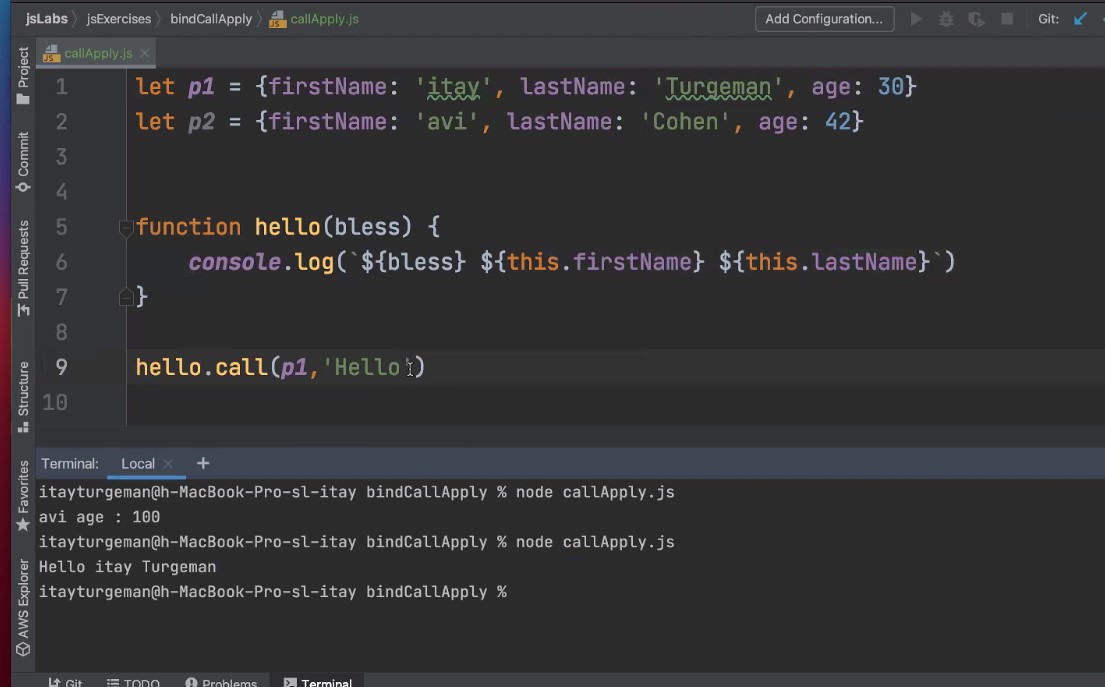 jsLabs jsExercises bindCallApply callApply.js Add Configuration... Git:
callApply.js
Project
Commit
Pull Requests
Structure
Favorites
AWS Explorer
1 let p1 = {firstName: 'itay', lastName: 'Turgeman', age: 30}
2 let p2 = {firstName: 'avi', lastName: 'Cohen', age: 42}
3
4
5 function hello(bless) {
6 console.log(`${bless} ${this.firstName} ${this.lastName}`)
7 }
8
9 hello.call(p1,'Hello')
10
Terminal: Local +
itayturgeman@h-MacBook-Pro-sl-itay bindCallApply % node callApply.js
avi age : 100
itayturgeman@h-MacBook-Pro-sl-itay bindCallApply % node callApply.js
Hello itay Turgeman
itayturgeman@h-MacBook-Pro-sl-itay bindCallApply %
Git TODO Problems Terminal